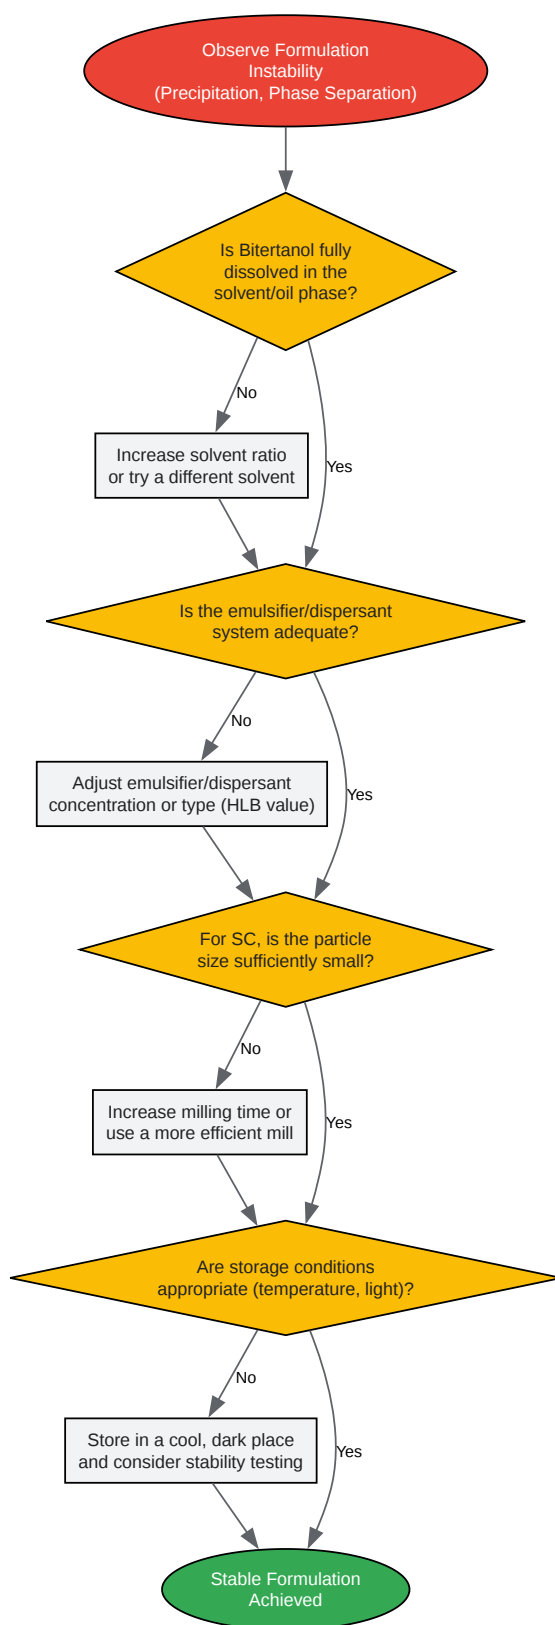 Observe Formulation
Instability
(Precipitation, Phase Separation)
Is Bitertanol fully
dissolved in the
solvent/oil phase?
No
Increase solvent ratio
or try a different solvent
Yes
Is the emulsifier/dispersant
system adequate?
No
Adjust emulsifier/dispersant
concentration or type (HLB value)
Yes
For SC, is the particle
size sufficiently small?
No
Increase milling time or
use a more efficient mill
Yes
Are storage conditions
appropriate (temperature, light)?
No
Store in a cool, dark place
and consider stability testing
Yes
Stable Formulation
Achieved